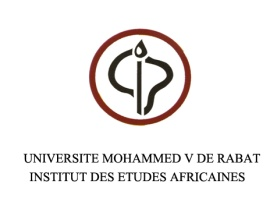 UNIVERSITE MOHAMMED V DE RABAT
INSTITUT DES ETUDES AFRICAINES